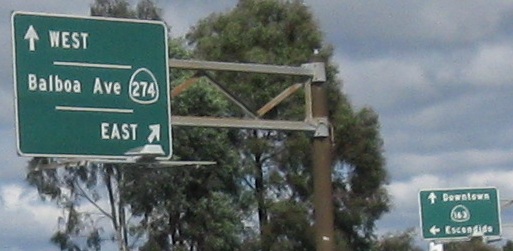 WEST
Balboa Ave 274
EAST
Downtown
163
Escondido